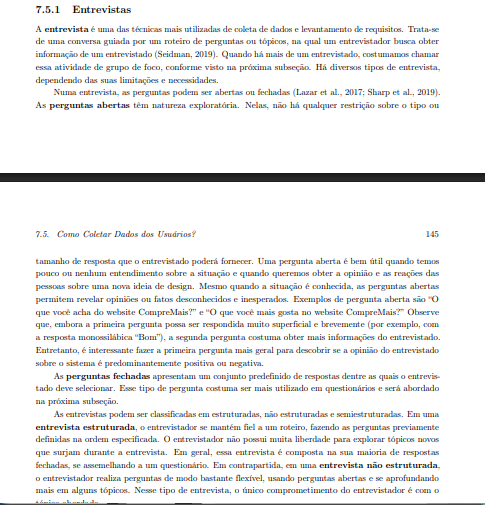 7.5.1 Entrevistas
A entrevista é uma das técnicas mais utilizadas de coleta de dados e levantamento de requisitos. Trata-se
de uma conversa guiada por um roteiro de perguntas ou tópicos, na qual um entrevistador busca obter
informação de um entrevistado (Seidman, 2019). Quando há mais de um entrevistado, costumamos chamar
essa atividade de grupo de foco, conforme visto na próxima subseção. Há diversos tipos de entrevista,
dependendo das suas limitações e necessidades.
Numa entrevista, as perguntas podem ser abertas ou fechadas (Lazar et al., 2017; Sharp et al., 2019).
As perguntas abertas têm natureza exploratória. Nelas, não há qualquer restrição sobre o tipo ou
7.5. Como Coletar Dados dos Usuários? 145
tamanho de resposta que o entrevistado poderá fornecer. Uma pergunta aberta é bem útil quando temos
pouco ou nenhum entendimento sobre a situação e quando queremos obter a opinião e as reações das
pessoas sobre uma nova ideia de design. Mesmo quando a situação é conhecida, as perguntas abertas
permitem revelar opiniões ou fatos desconhecidos e inesperados. Exemplos de pergunta aberta são “O
que você acha do website CompreMais?” e “O que você mais gosta no website CompreMais?” Observe
que, embora a primeira pergunta possa ser respondida muito superficial e brevemente (por exemplo, com
a resposta monossilábica “Bom”), a segunda pergunta costuma obter mais informações do entrevistado.
Entretanto, é interessante fazer a primeira pergunta mais geral para descobrir se a opinião do entrevistado
sobre o sistema é predominantemente positiva ou negativa.
As perguntas fechadas apresentam um conjunto predefinido de respostas dentre as quais o entrevis-
tado deve selecionar. Esse tipo de pergunta costuma ser mais utilizado em questionários e será abordado
na próxima subseção.
As entrevistas podem ser classificadas em estruturadas, não estruturadas e semiestruturadas. Em uma
entrevista estruturada, o entrevistador se mantém fiel a um roteiro, fazendo as perguntas previamente
definidas na ordem especificada. O entrevistador não possui muita liberdade para explorar tópicos novos
que surjam durante a entrevista. Em geral, essa entrevista é composta na sua maioria de respostas
fechadas, se assemelhando a um questionário. Em contrapartida, em uma entrevista não estruturada,
o entrevistador realiza perguntas de modo bastante flexível, usando perguntas abertas e se aprofundando
mais em alguns tópicos. Nesse tipo de entrevista, o único comprometimento do entrevistador é com o